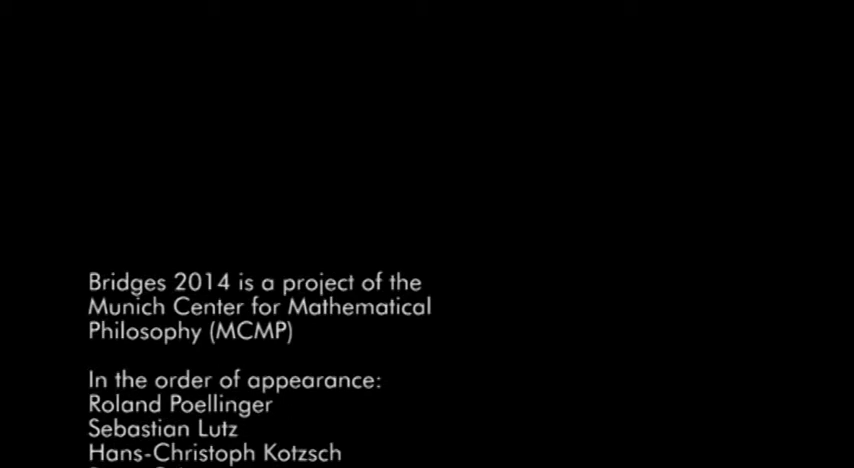 Bridges 2014 is a project of the
Munich Center for Mathematical
Philosophy (MCMP)
In the order of appearance:
Roland Poellinger
Sebastian Lutz
Hans-Christoph Kotzsch